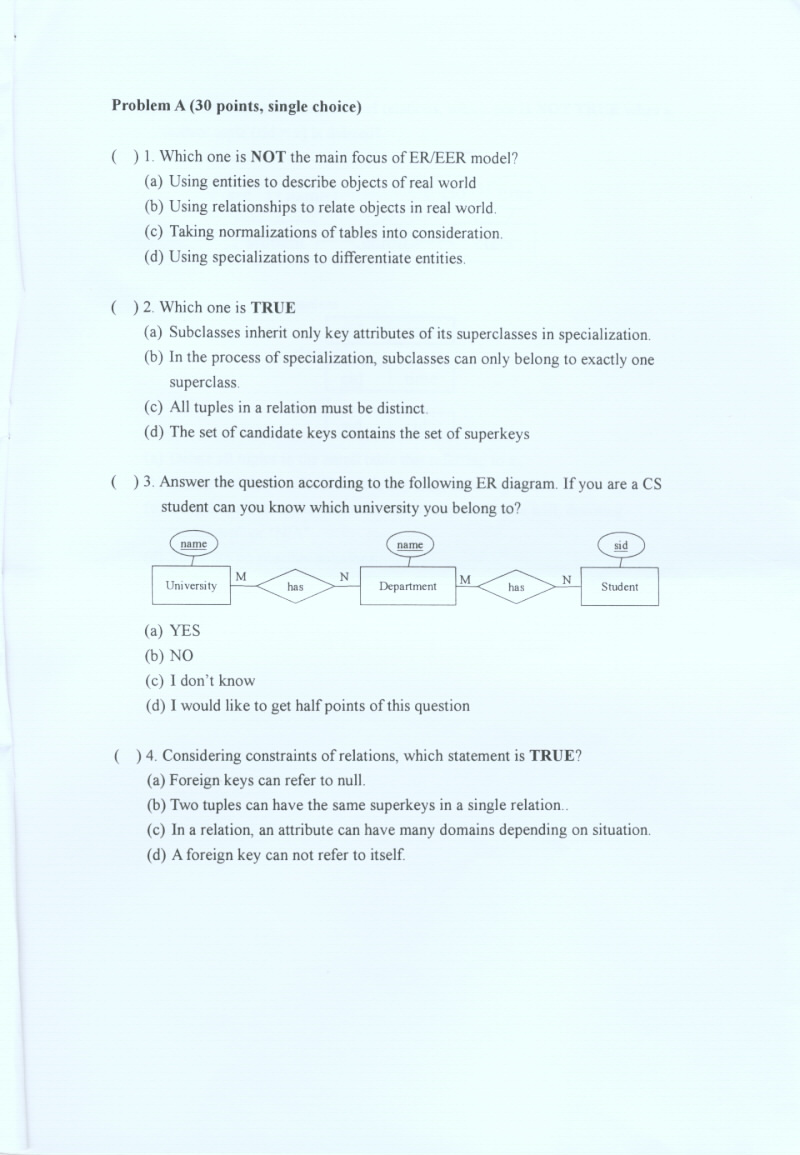 Problem A (30 points, single choice)
(    ) 1. Which one is NOT the main focus of ER/EER model?
(a) Using entities to describe objects of real world
(b) Using relationships to relate objects in real world.
(c) Taking normalizations of tables into consideration.
(d) Using specializations to differentiate entities.
(    ) 2. Which one is TRUE
(a) Subclasses inherit only key attributes of its superclasses in specialization.
(b) In the process of specialization, subclasses can only belong to exactly one
superclass.
(c) All tuples in a relation must be distinct.
(d) The set of candidate keys contains the set of superkeys
(    ) 3. Answer the question according to the following ER diagram. If you are a CS
student can you know which university you belong to?
name name sid
University M has N Department M has N Student
(a) YES
(b) NO
(c) I don't know
(d) I would like to get half points of this question
(    ) 4. Considering constraints of relations, which statement is TRUE?
(a) Foreign keys can refer to null.
(b) Two tuples can have the same superkeys in a single relation..
(c) In a relation, an attribute can have many domains depending on situation.
(d) A foreign key can not refer to itself.